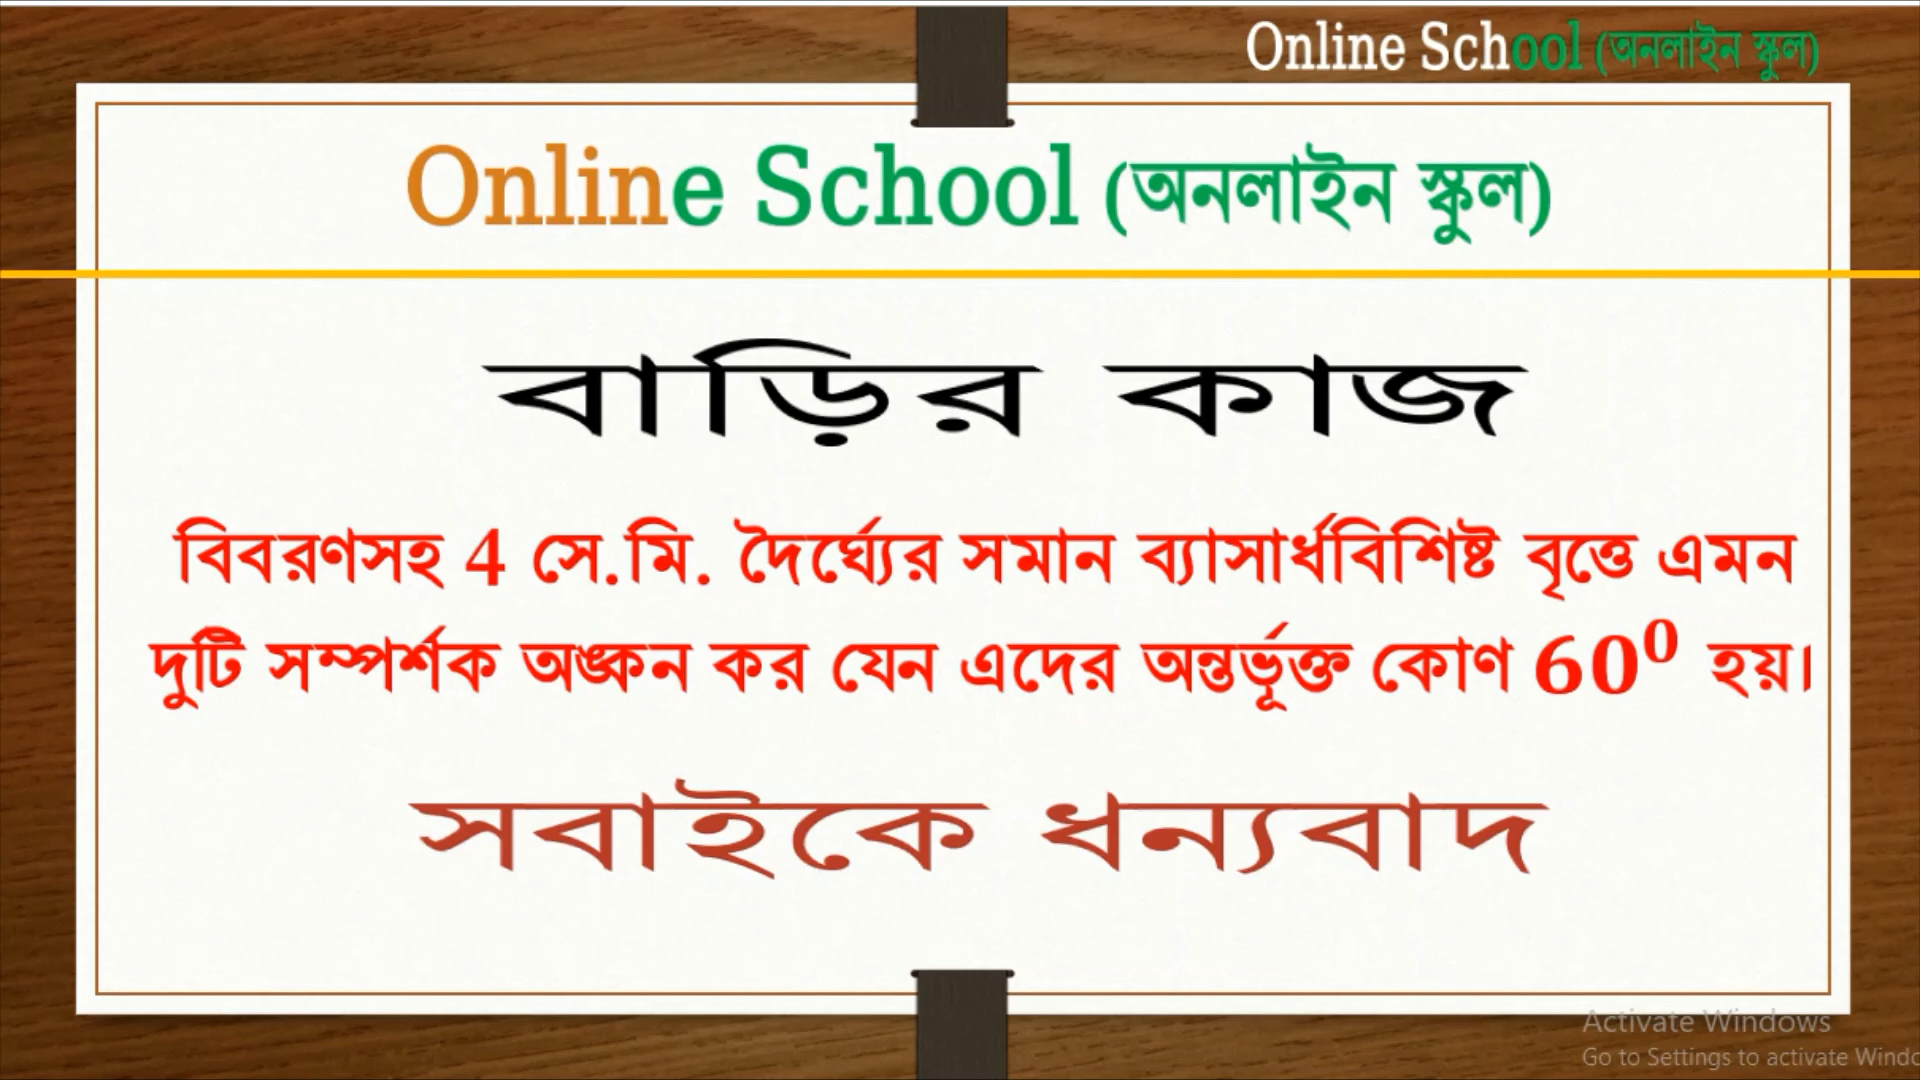 Online School (অনলাইন স্কুল)
Online School (অনলাইন স্কুল)
বাড়ির কাজ
বিবরণসহ 4 সে.মি. দৈর্ঘ্যের সমান ব্যাসার্ধবিশিষ্ট বৃত্তে এমন
দুটি সম্পর্শক অঙ্কন কর যেন এদের অন্তর্ভূক্ত কোণ 60⁰ হয়।
সবাইকে ধন্যবাদ
Activate Windows
Go to Settings to activate Windo